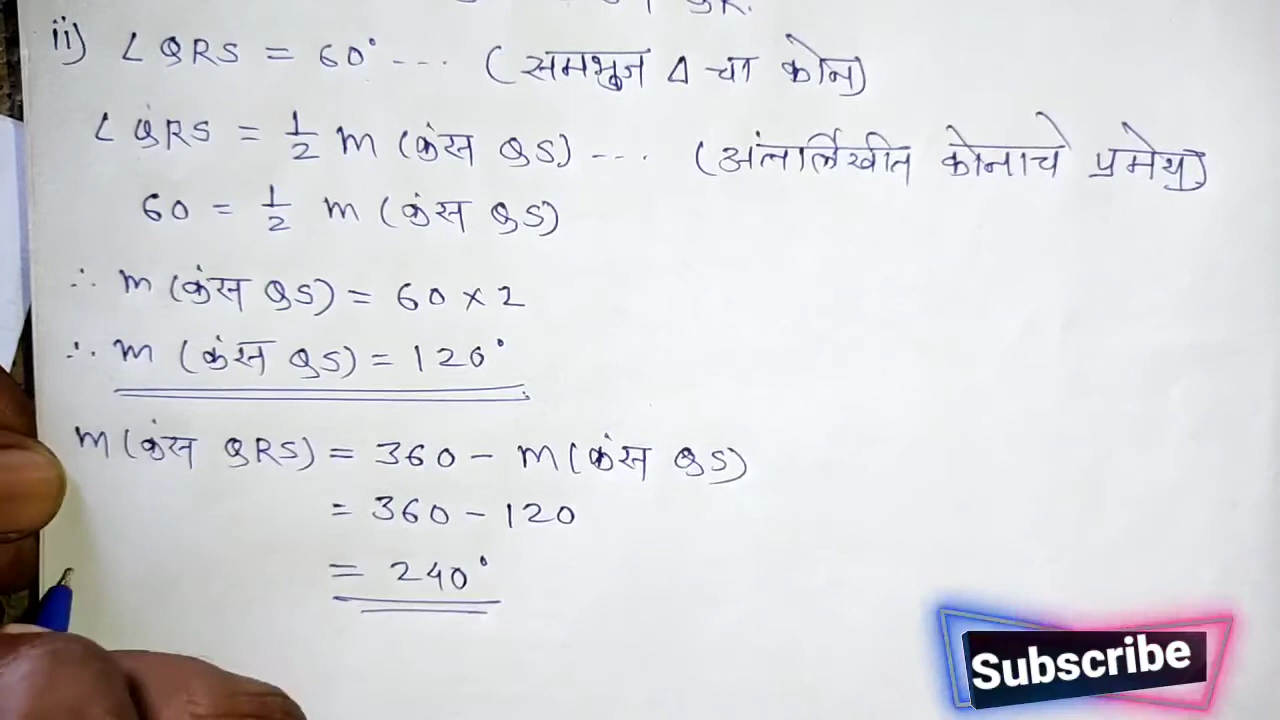 ii) ∠QRS = 60° --- (समभुज Δ चा कोन)
∠QRS = 1/2 m (कंस QS) --- (अंतर्लिखीत कोनाचे प्रमेय)
60 = 1/2 m (कंस QS)
∴ m (कंस QS) = 60 × 2
∴ m (कंस QS) = 120°
m (कंस QRS) = 360 - m (कंस QS)
= 360 - 120
= 240°
Subscribe